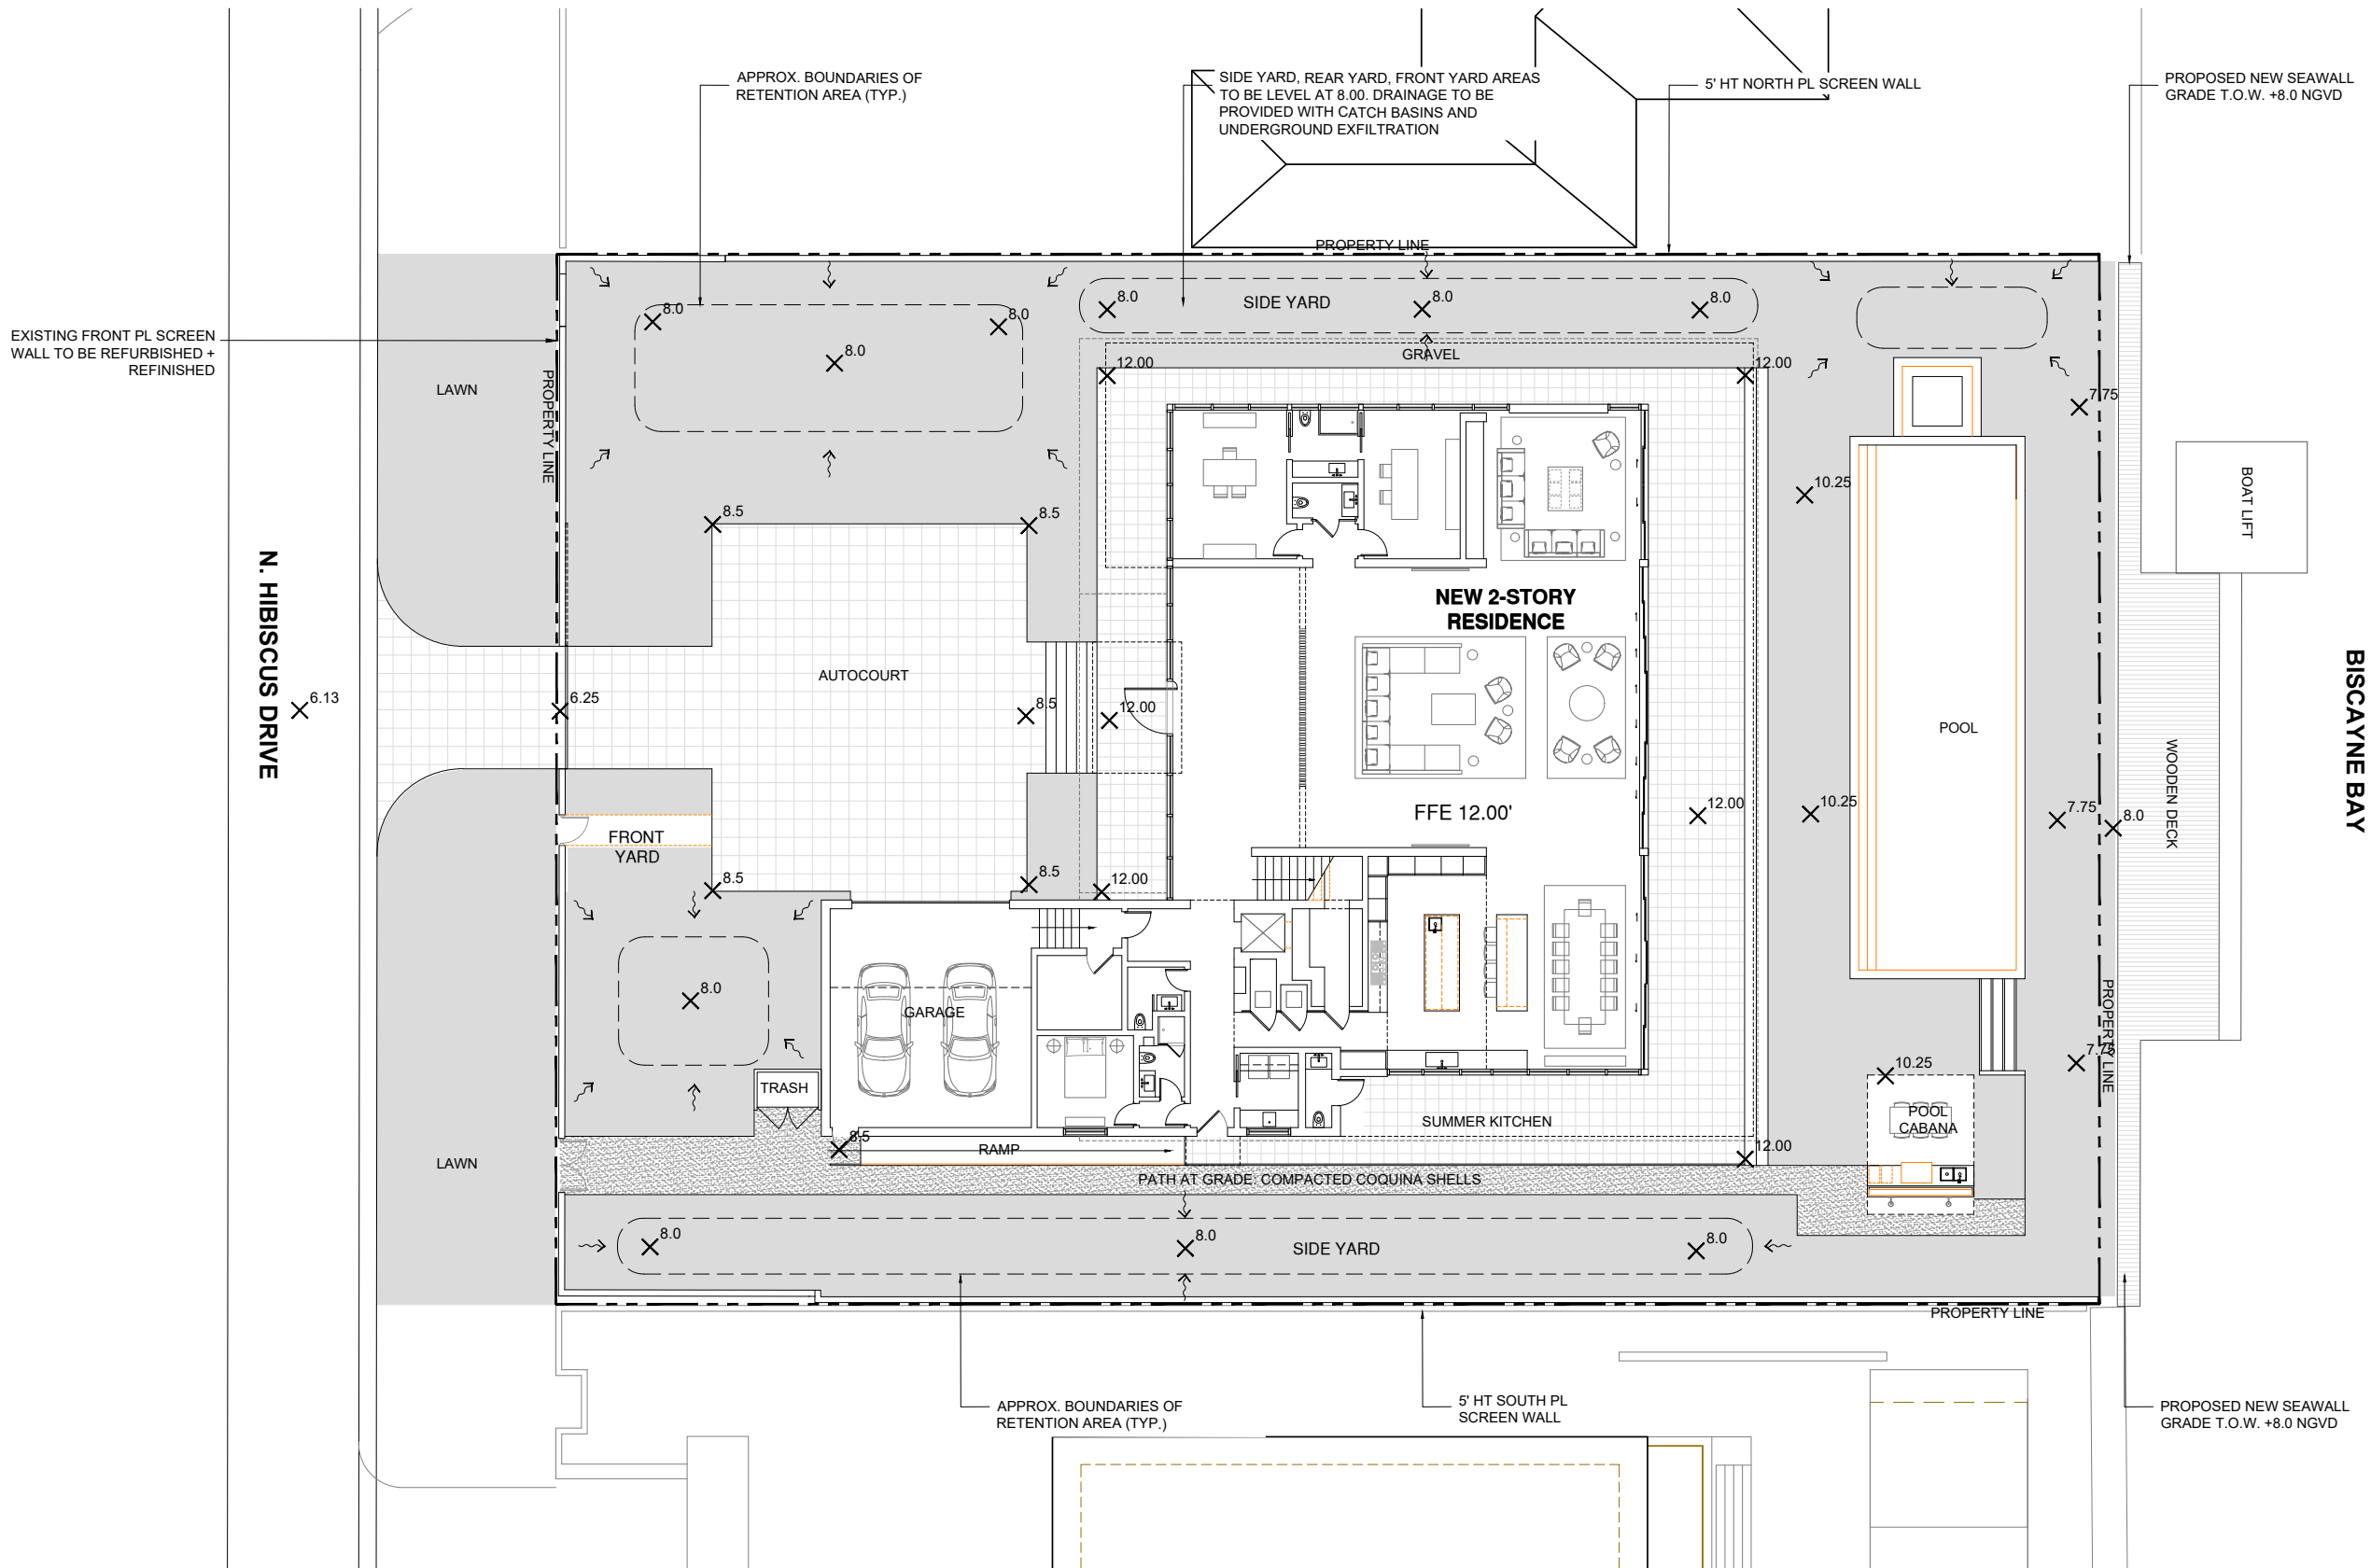 APPROX. BOUNDARIES OF
RETENTION AREA (TYP.)
SIDE YARD, REAR YARD, FRONT YARD AREAS
TO BE LEVEL AT 8.00. DRAINAGE TO BE
PROVIDED WITH CATCH BASINS AND
UNDERGROUND EXFILTRATION
5' HT NORTH PL SCREEN WALL
PROPOSED NEW SEAWALL
GRADE T.O.W. +8.0 NGVD
PROPERTY LINE
EXISTING FRONT PL SCREEN
WALL TO BE REFURBISHED +
REFINISHED
8.0
8.0
8.0
8.0
SIDE YARD
8.0
8.0
GRAVEL
12.00
12.00
LAWN
PROPERTY LINE
7.75
10.25
BOAT LIFT
8.5
8.5
N. HIBISCUS DRIVE
NEW 2-STORY
RESIDENCE
AUTOCOURT
6.13
6.25
8.5
12.00
POOL
BISCAYNE BAY
WOODEN DECK
FFE 12.00'
12.00
10.25
7.75
8.0
FRONT
YARD
8.5
8.5
12.00
8.0
GARAGE
PROPERTY LINE
7.75
10.25
TRASH
POOL
CABANA
SUMMER KITCHEN
8.5
RAMP
12.00
LAWN
PATH AT GRADE: COMPACTED COQUINA SHELLS
8.0
8.0
SIDE YARD
8.0
PROPERTY LINE
APPROX. BOUNDARIES OF
RETENTION AREA (TYP.)
5' HT SOUTH PL
SCREEN WALL
PROPOSED NEW SEAWALL
GRADE T.O.W. +8.0 NGVD